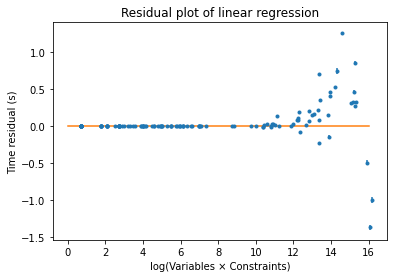 Residual plot of linear regression
Time residual (s)
1.0
0.5
0.0
−0.5
−1.0
−1.5
0 2 4 6 8 10 12 14 16
log(Variables × Constraints)